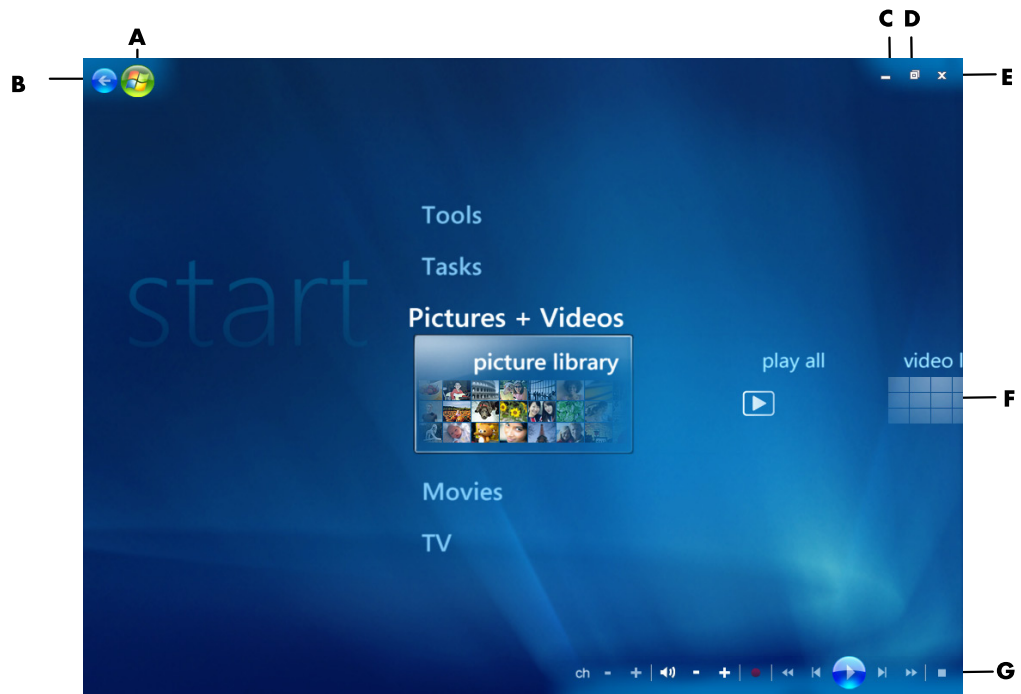 C D
A
B
E
Tools
Tasks
start
Pictures + Videos
picture library
play all
video l
F
Movies
TV
ch - + - +
G